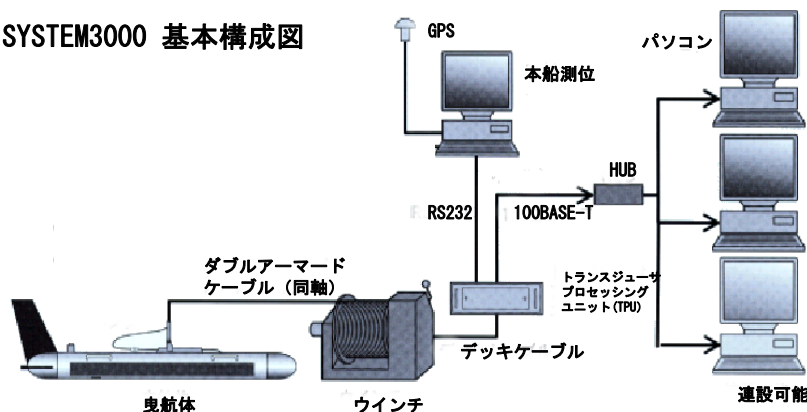 SYSTEM3000 基本構成図
GPS
本船測位
パソコン
HUB
RS232
100BASE-T
ダブルアーマード
ケーブル（同軸）
トランスジューサ
プロセッシング
ユニット(TPU)
デッキケーブル
曳航体
ウインチ
連設可能